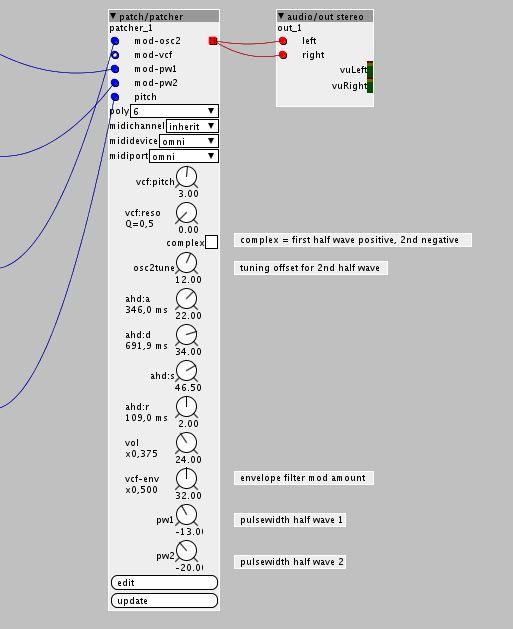 patch/patcher
patcher_1
mod-osc2
mod-vcf
mod-pw1
mod-pw2
pitch
poly 6
midichannel inherit
mididevice omni
midiport omni
vcf:pitch
3.00
vcf:reso
Q=0,5
0.00
complex
osc2tune
12.00
ahd:a
346,0 ms
22.00
ahd:d
691,9 ms
34.00
ahd:s
46.50
ahd:r
109,0 ms
2.00
vol
x0,375
24.00
vcf-env
x0,500
32.00
pw1
-13.0
pw2
-20.0
edit
update
audio/out stereo
out_1
left
right
vuLeft
vuRight
complex = first half wave positive, 2nd negative
tuning offset for 2nd half wave
envelope filter mod amount
pulsewidth half wave 1
pulsewidth half wave 2